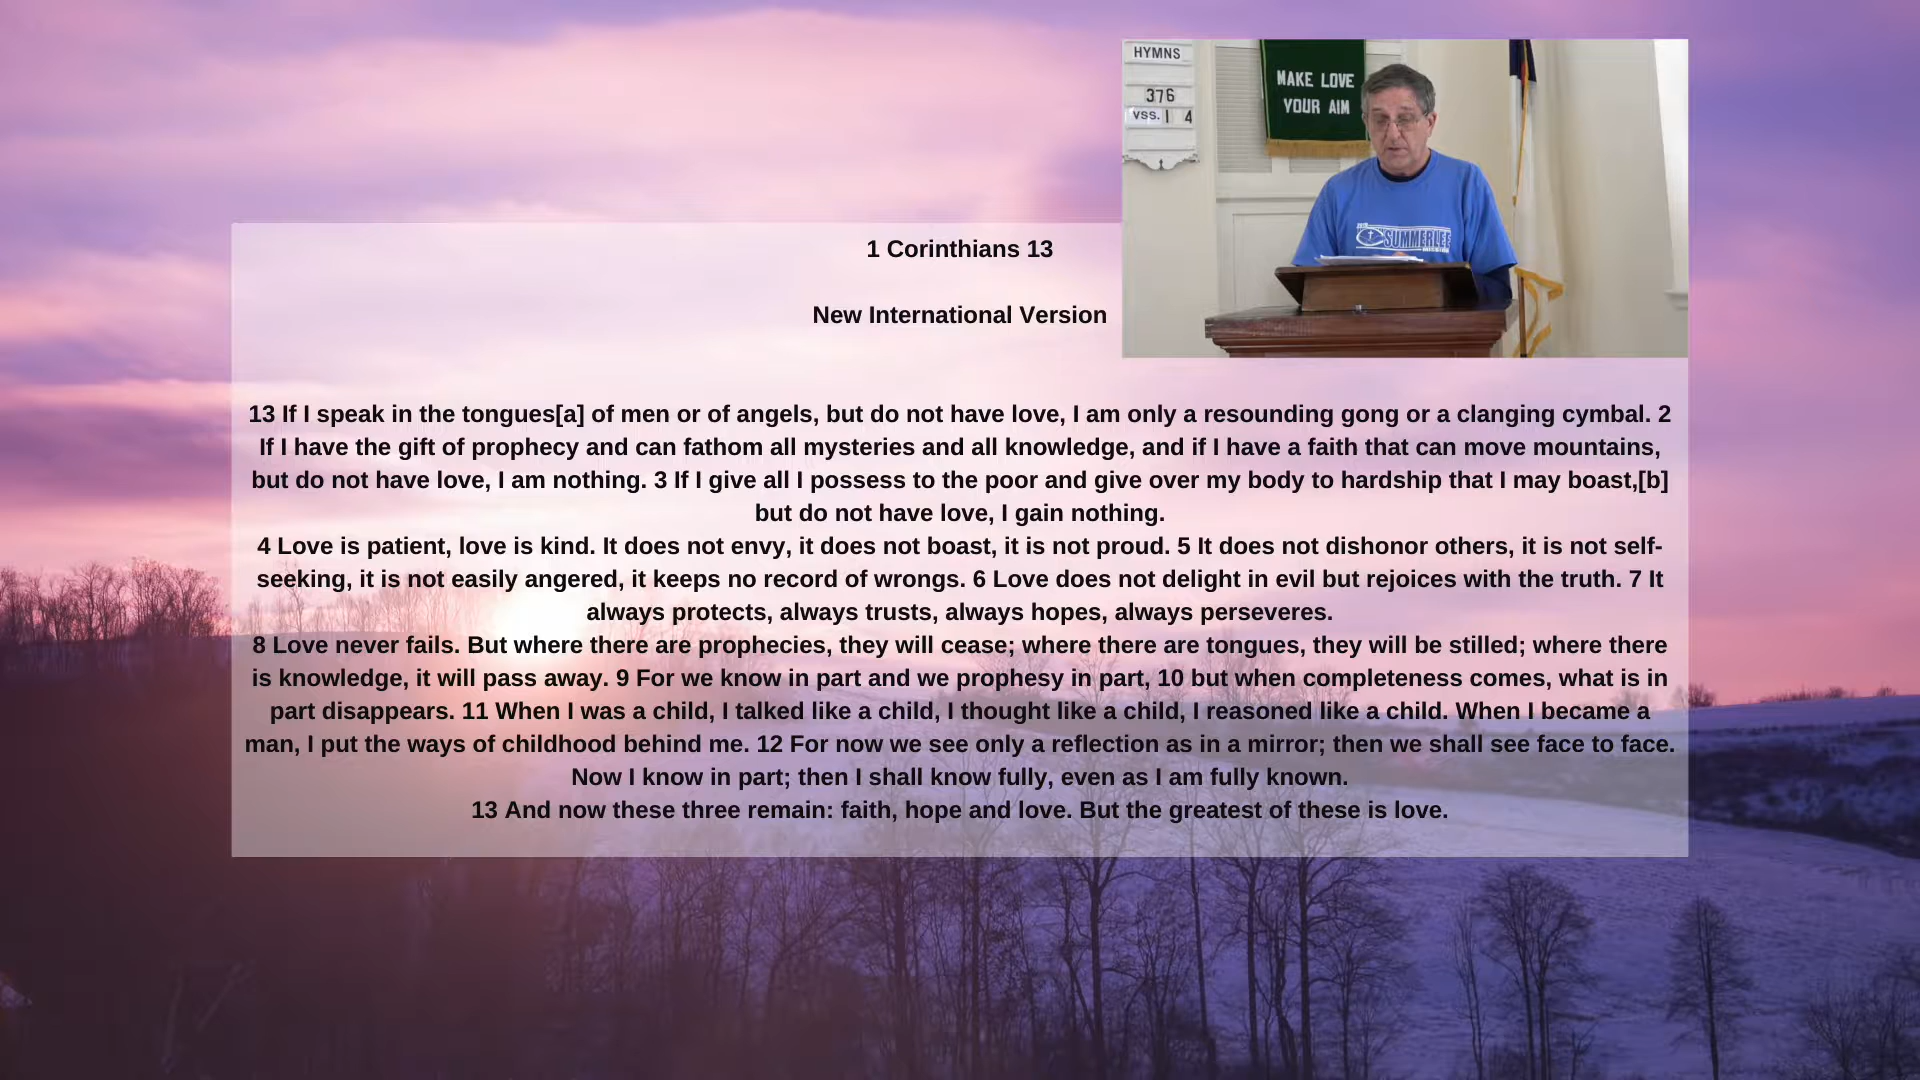 HYMNS
376
VSS. 1 4
MAKE LOVE
YOUR AIM
SUMMERLEE
1 Corinthians 13
New International Version
13 If I speak in the tongues[a] of men or of angels, but do not have love, I am only a resounding gong or a clanging cymbal. 2
If I have the gift of prophecy and can fathom all mysteries and all knowledge, and if I have a faith that can move mountains,
but do not have love, I am nothing. 3 If I give all I possess to the poor and give over my body to hardship that I may boast,[b]
but do not have love, I gain nothing.
4 Love is patient, love is kind. It does not envy, it does not boast, it is not proud. 5 It does not dishonor others, it is not self-
seeking, it is not easily angered, it keeps no record of wrongs. 6 Love does not delight in evil but rejoices with the truth. 7 It
always protects, always trusts, always hopes, always perseveres.
8 Love never fails. But where there are prophecies, they will cease; where there are tongues, they will be stilled; where there
is knowledge, it will pass away. 9 For we know in part and we prophesy in part, 10 but when completeness comes, what is in
part disappears. 11 When I was a child, I talked like a child, I thought like a child, I reasoned like a child. When I became a
man, I put the ways of childhood behind me. 12 For now we see only a reflection as in a mirror; then we shall see face to face.
Now I know in part; then I shall know fully, even as I am fully known.
13 And now these three remain: faith, hope and love. But the greatest of these is love.